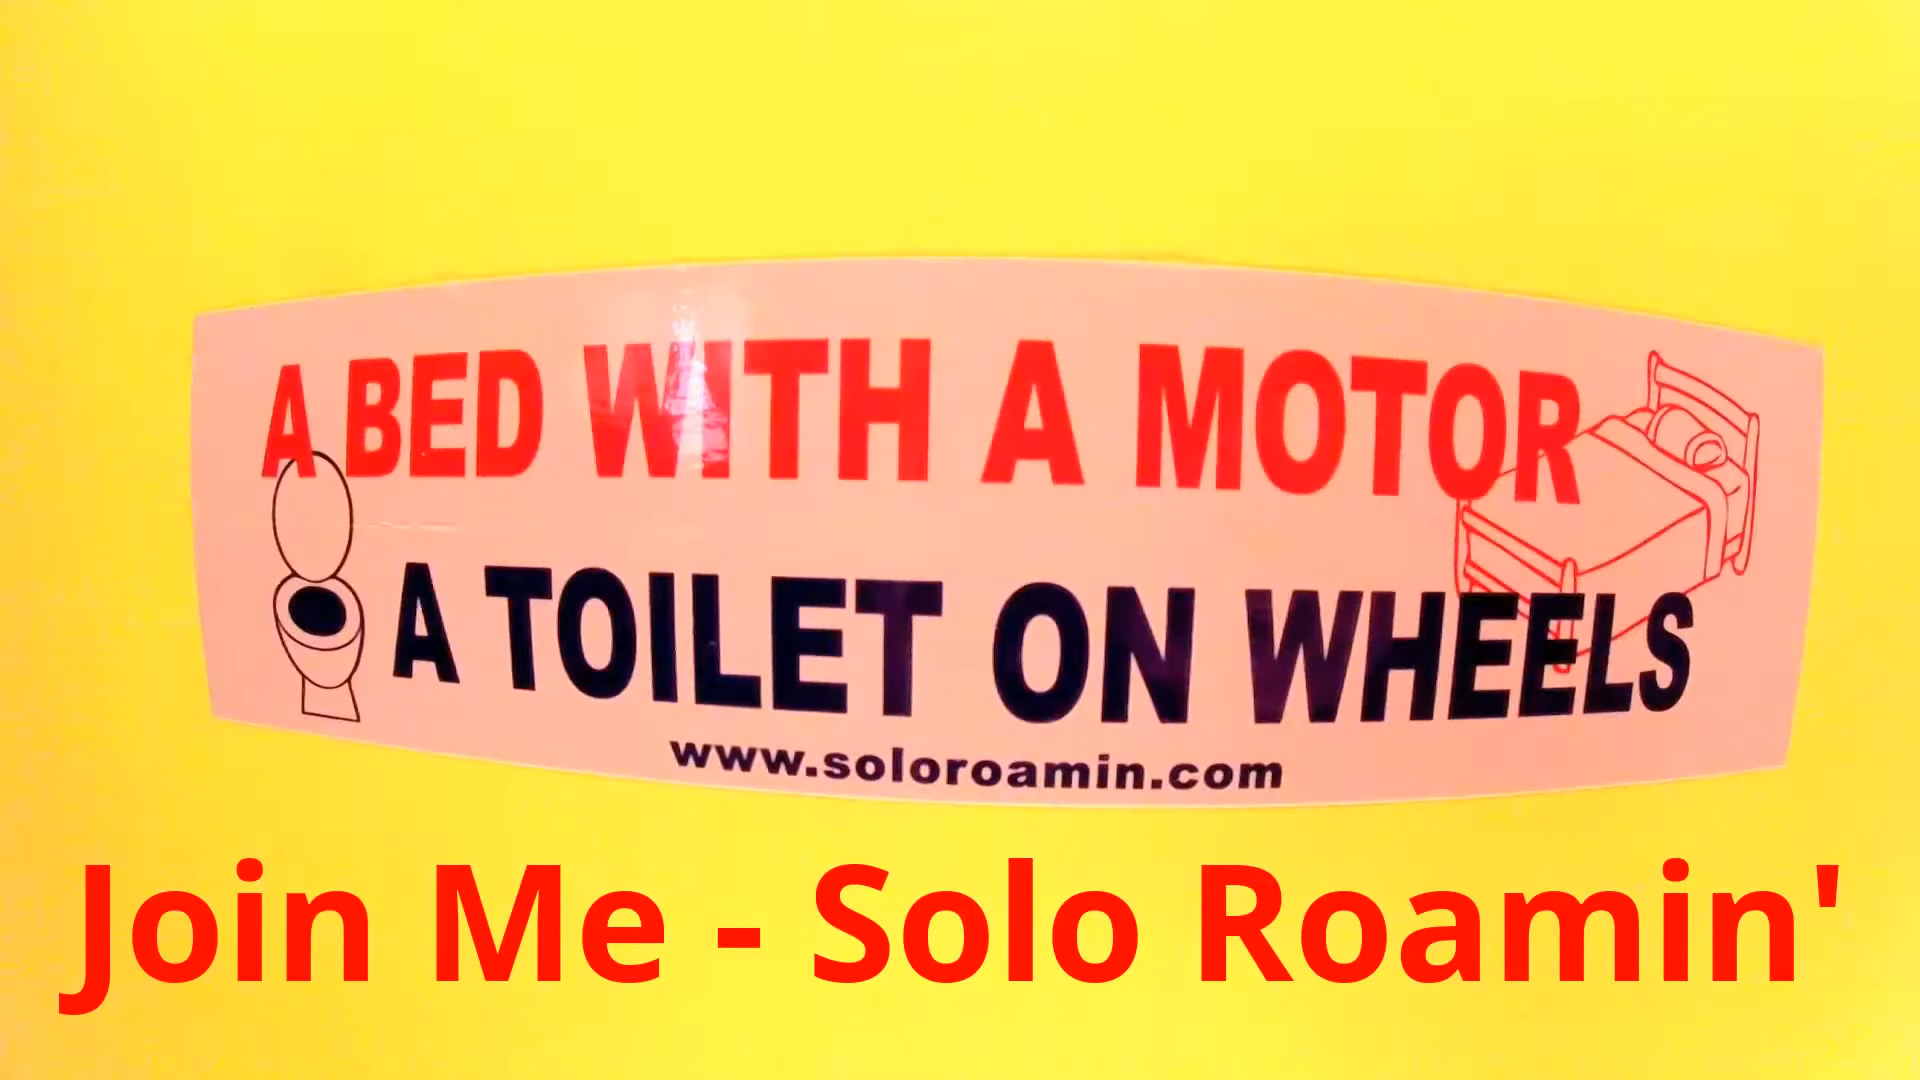 A BED WITH A MOTOR
A TOILET ON WHEELS
www.soloroamin.com
Join Me - Solo Roamin'